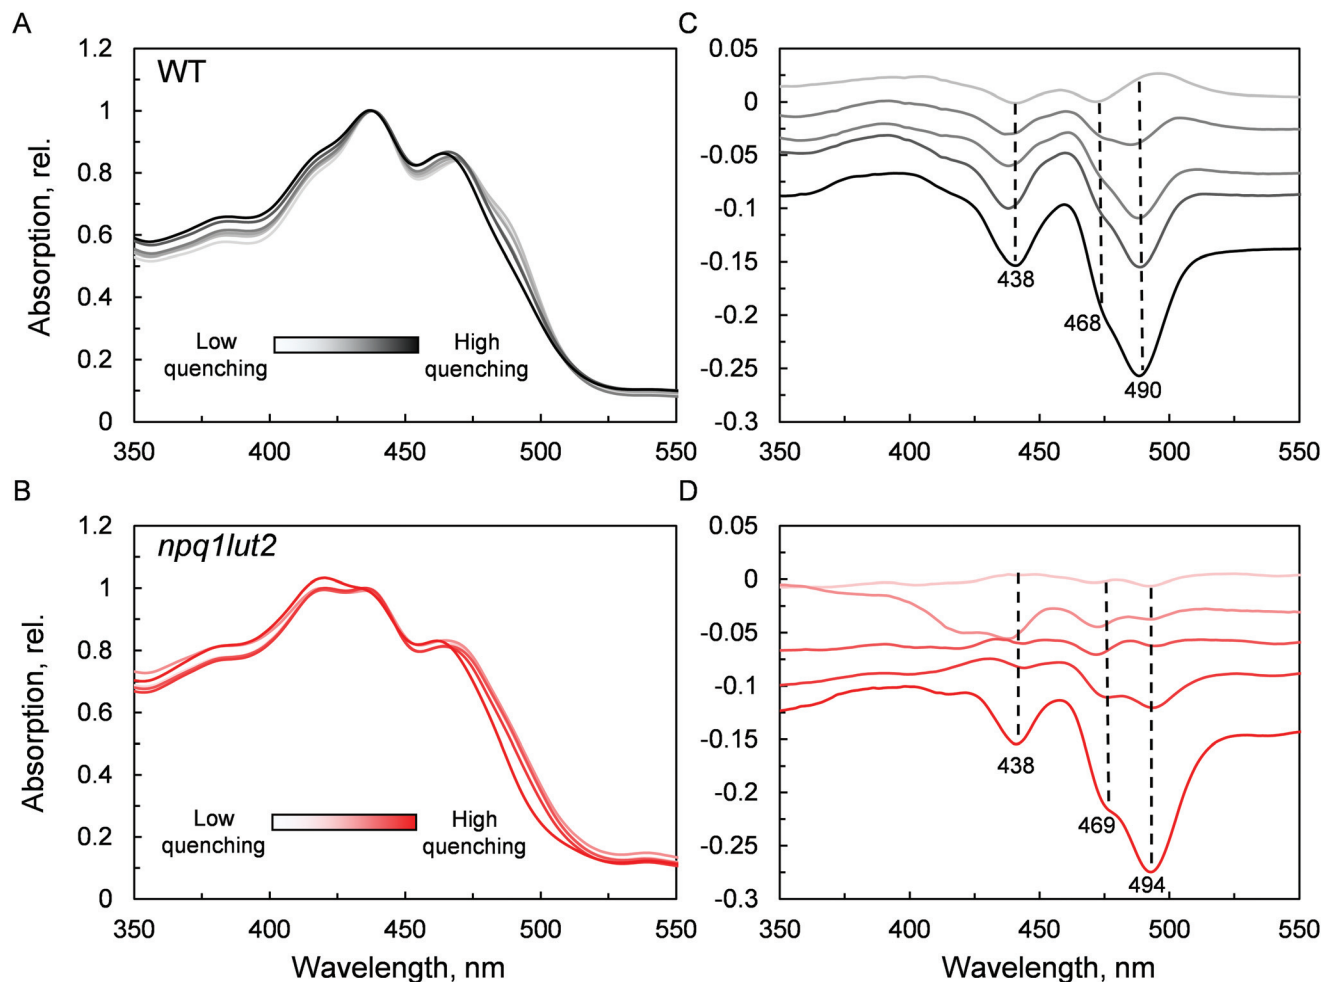 A
WT
1.2
1
0.8
0.6
0.4
0.2
0
Absorption, rel.
Low quenching
High quenching
350 400 450 500 550
C
0.05
0
-0.05
-0.1
-0.15
-0.2
-0.25
-0.3
438
468
490
350 400 450 500 550
B
npq1lut2
1.2
1
0.8
0.6
0.4
0.2
0
Absorption, rel.
Low quenching
High quenching
350 400 450 500 550
Wavelength, nm
D
0.05
0
-0.05
-0.1
-0.15
-0.2
-0.25
-0.3
438
469
494
350 400 450 500 550
Wavelength, nm